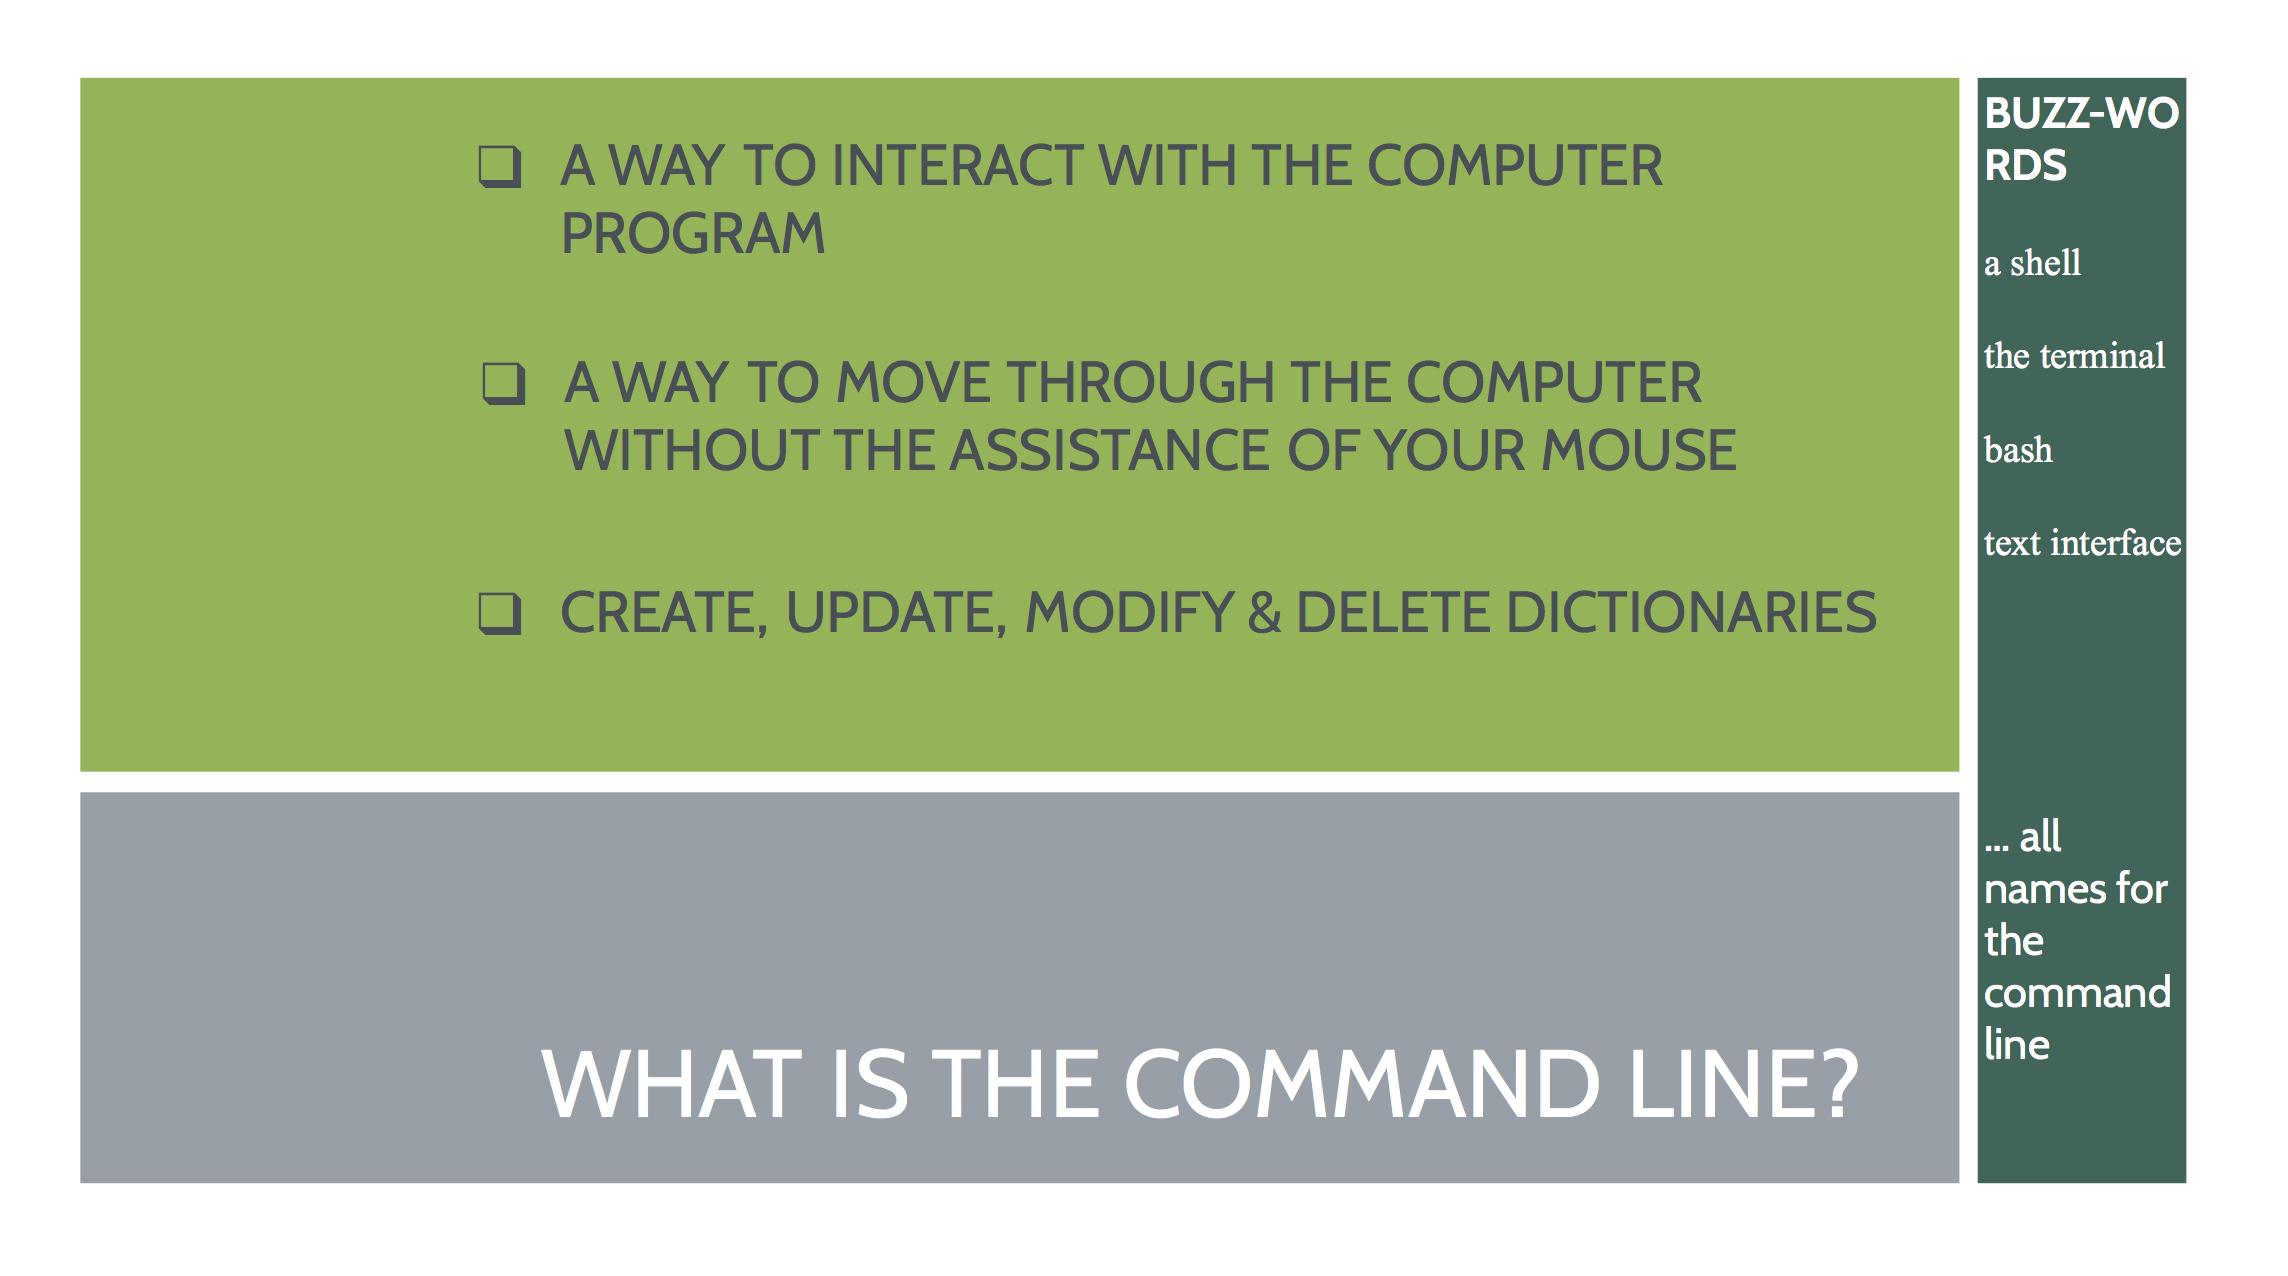 ❑ A WAY TO INTERACT WITH THE COMPUTER
PROGRAM
❑ A WAY TO MOVE THROUGH THE COMPUTER
WITHOUT THE ASSISTANCE OF YOUR MOUSE
❑ CREATE, UPDATE, MODIFY & DELETE DICTIONARIES
WHAT IS THE COMMAND LINE?
BUZZ-WO
RDS
a shell
the terminal
bash
text interface
... all
names for
the
command
line